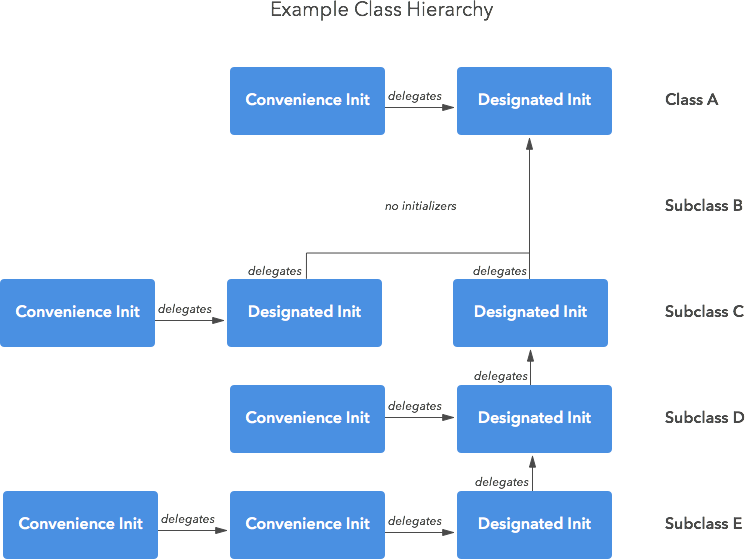 Example Class Hierarchy
Convenience Init
delegates
Designated Init
Class A
no initializers
Subclass B
delegates
delegates
Convenience Init
delegates
Designated Init
Designated Init
Subclass C
delegates
Convenience Init
delegates
Designated Init
Subclass D
delegates
Convenience Init
delegates
Convenience Init
delegates
Designated Init
Subclass E